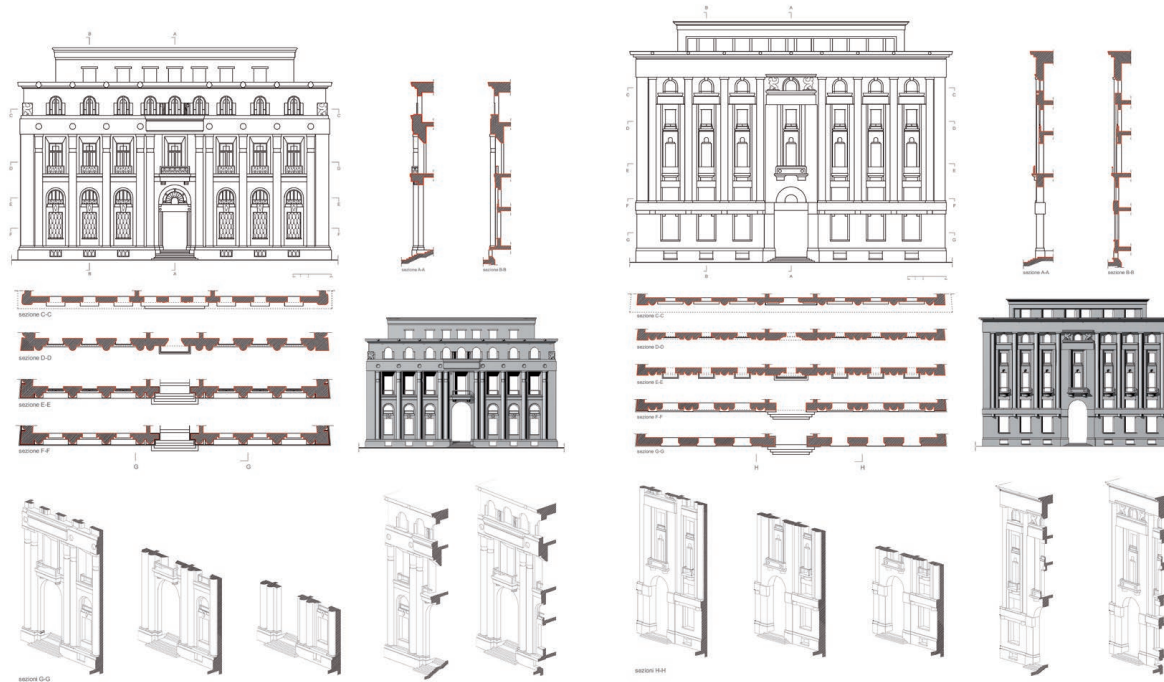 B A
B A
sezione A-A
sezione B-B
sezione C-C
sezione D-D
sezione E-E
sezione F-F
G G
sezioni G-G
B A
F F
B A
sezione A-A
sezione B-B
sezione C-C
sezione D-D
sezione E-E
sezione F-F
sezione G-G
H H
sezioni H-H